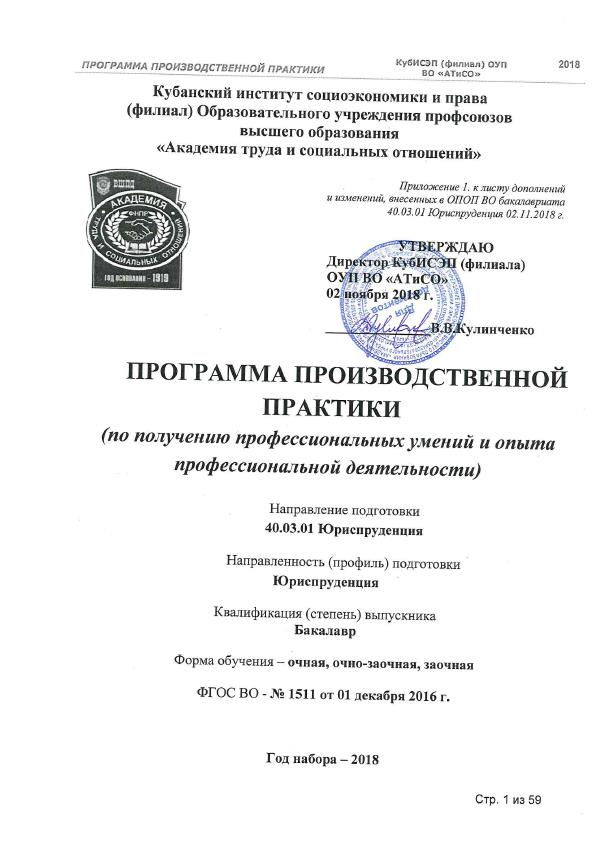 ПРОГРАММА ПРОИЗВОДСТВЕННОЙ ПРАКТИКИ
КубИСЭП (филиал) ОУП
ВО «АТиСО»
2018
Кубанский институт социоэкономики и права
(филиал) Образовательного учреждения профсоюзов
высшего образования
«Академия труда и социальных отношений»
ВШПД
АКАДЕМИЯ
ФНПР
ТРУДА И СОЦИАЛЬНЫХ ОТНОШЕНИЙ
год основания - 1919
Приложение 1. к листу дополнений
и изменений, внесенных в ОПОП ВО бакалавриата
40.03.01 Юриспруденция 02.11.2018 г.
УТВЕРЖДАЮ
Директор КубИСЭП (филиала)
ОУП ВО «АТиСО»
02 ноября 2018 г.
Для документов
В.В.Кулинченко
ПРОГРАММА ПРОИЗВОДСТВЕННОЙ
ПРАКТИКИ
(по получению профессиональных умений и опыта
профессиональной деятельности)
Направление подготовки
40.03.01 Юриспруденция
Направленность (профиль) подготовки
Юриспруденция
Квалификация (степень) выпускника
Бакалавр
Форма обучения – очная, очно-заочная, заочная
ФГОС ВО - № 1511 от 01 декабря 2016 г.
Год набора – 2018
Стр. 1 из 59